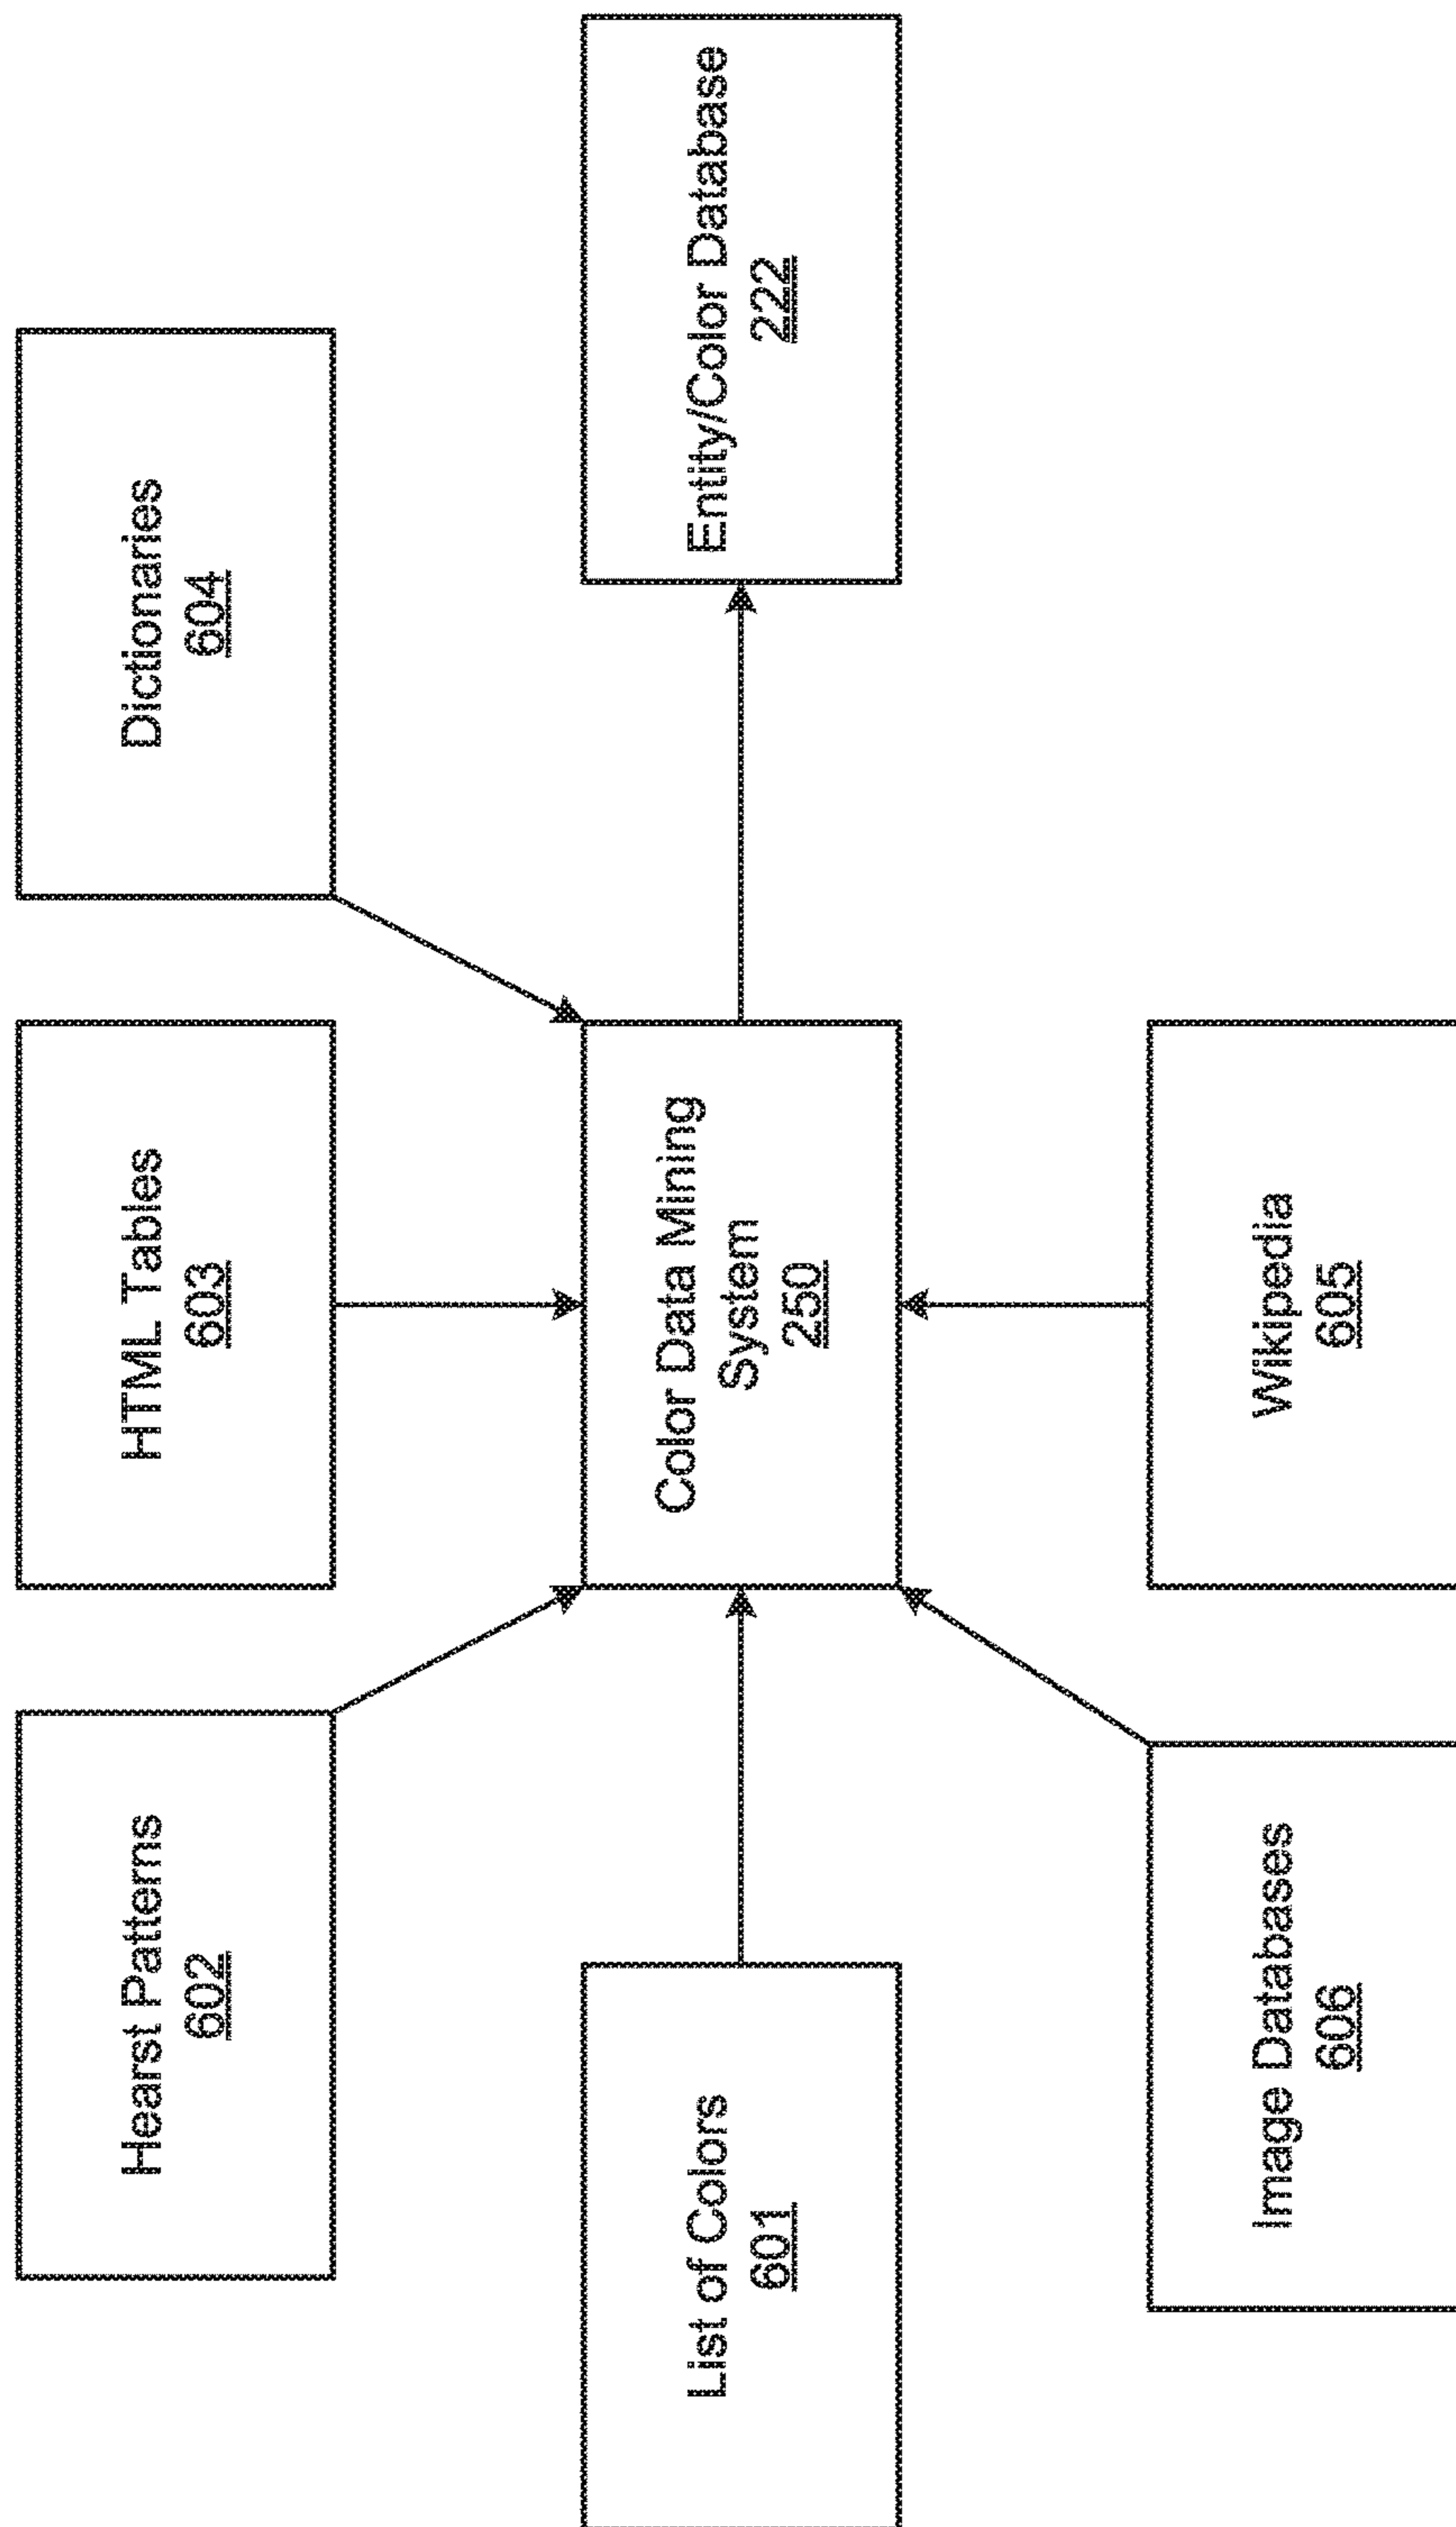 Hearst Patterns
602
HTML Tables
603
Dictionaries
604
List of Colors
601
Color Data Mining
System
250
Entity/Color Database
222
Image Databases
606
Wikipedia
605